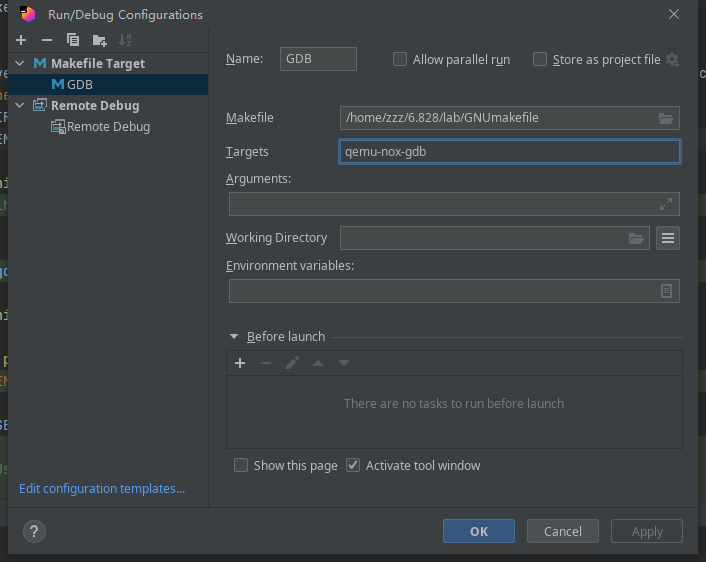 Run/Debug Configurations
Makefile Target
GDB
Remote Debug
Remote Debug
Edit configuration templates...
Name: GDB Allow parallel run Store as project file
Makefile /home/zzz/6.828/lab/GNUmakefile
Targets qemu-nox-gdb
Arguments:
Working Directory
Environment variables:
Before launch
There are no tasks to run before launch
Show this page Activate tool window
? OK Cancel Apply